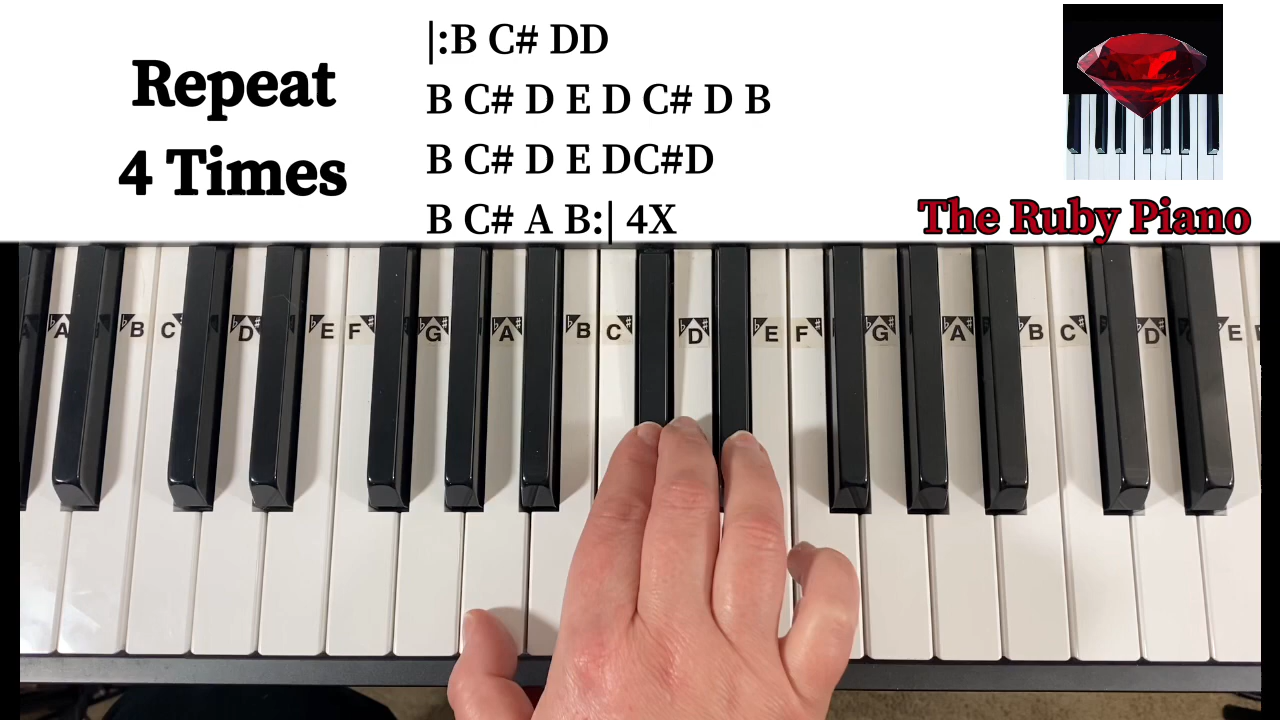 Repeat
4 Times
|:B C# DD
B C# D E D C# D B
B C# D E DC#D
B C# A B:| 4X
The Ruby Piano
A A B C D E F G A B C D E F G A B C D E